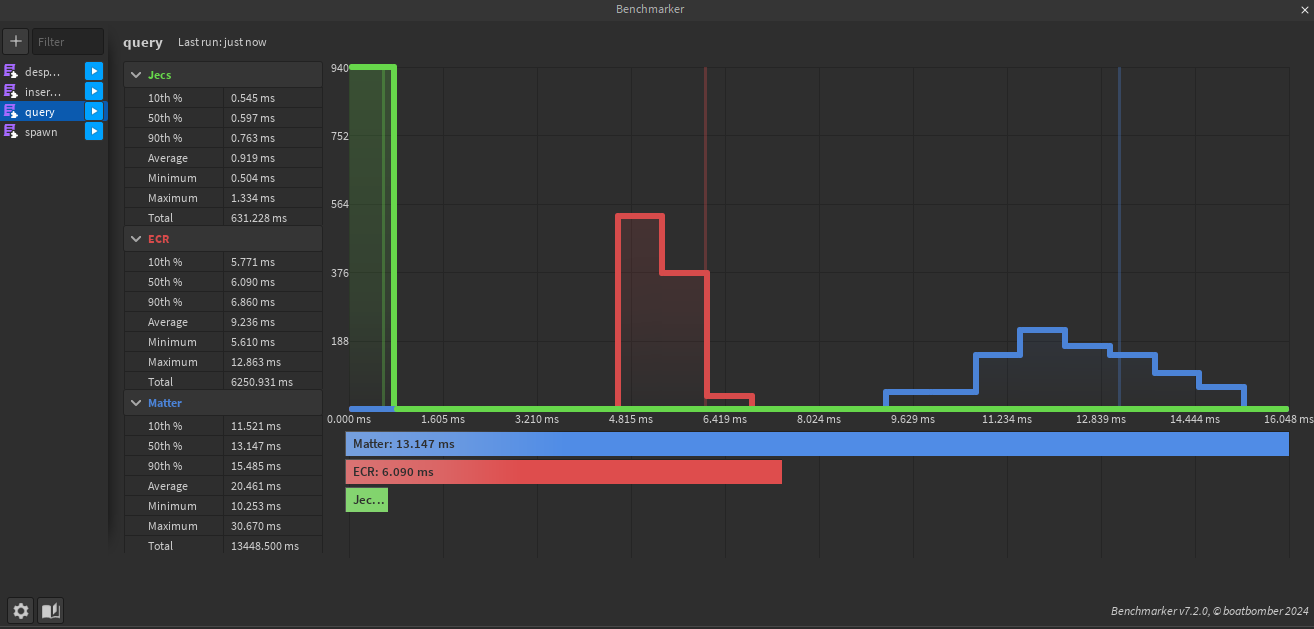 Benchmarker
Filter
desp...
inser...
query
spawn
query Last run: just now
Jecs
10th % 0.545 ms
50th % 0.597 ms
90th % 0.763 ms
Average 0.919 ms
Minimum 0.504 ms
Maximum 1.334 ms
Total 631.228 ms
ECR
10th % 5.771 ms
50th % 6.090 ms
90th % 6.860 ms
Average 9.236 ms
Minimum 5.610 ms
Maximum 12.863 ms
Total 6250.931 ms
Matter
10th % 11.521 ms
50th % 13.147 ms
90th % 15.485 ms
Average 20.461 ms
Minimum 10.253 ms
Maximum 30.670 ms
Total 13448.500 ms
940
752
564
376
188
0.000 ms 1.605 ms 3.210 ms 4.815 ms 6.419 ms 8.024 ms 9.629 ms 11.234 ms 12.839 ms 14.444 ms 16.048 ms
Matter: 13.147 ms
ECR: 6.090 ms
Jec...
Benchmarker v7.2.0, © boatbomber 2024